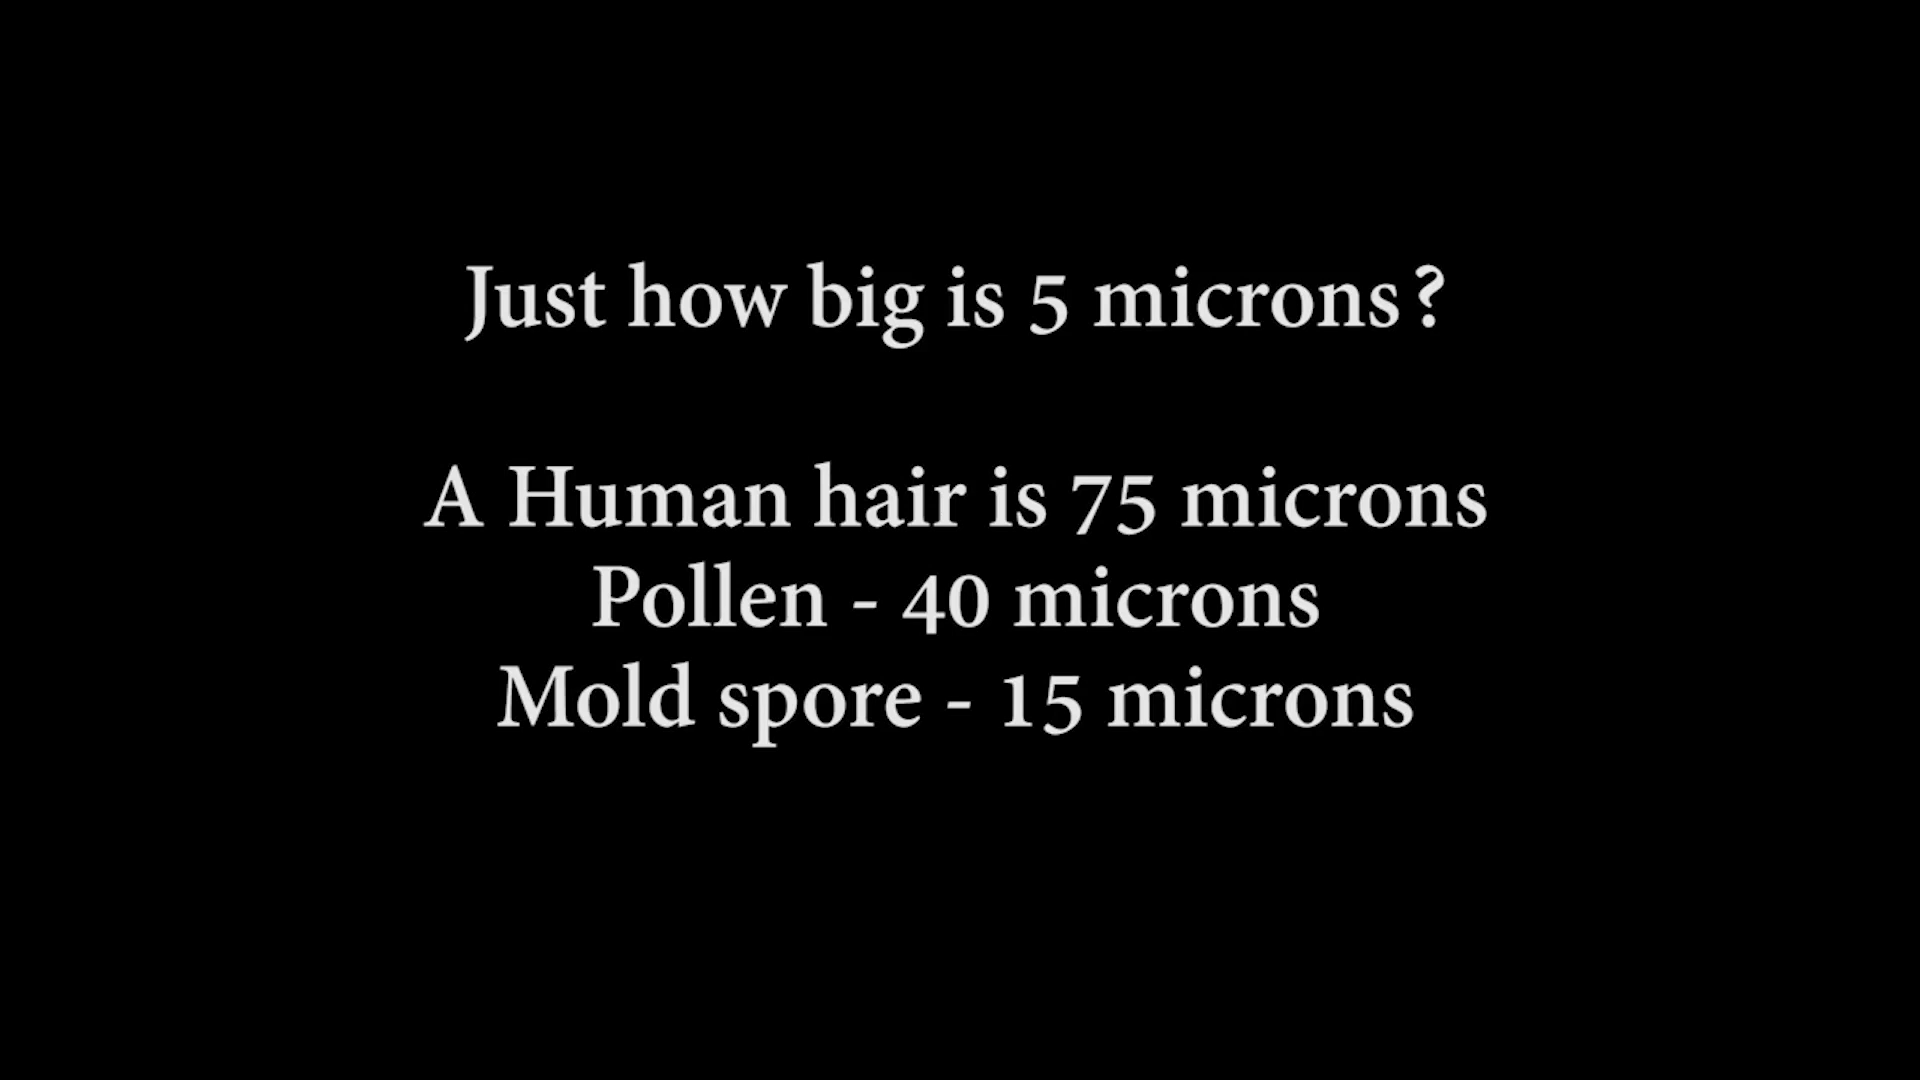 Just how big is 5 microns?
A Human hair is 75 microns
Pollen - 40 microns
Mold spore - 15 microns